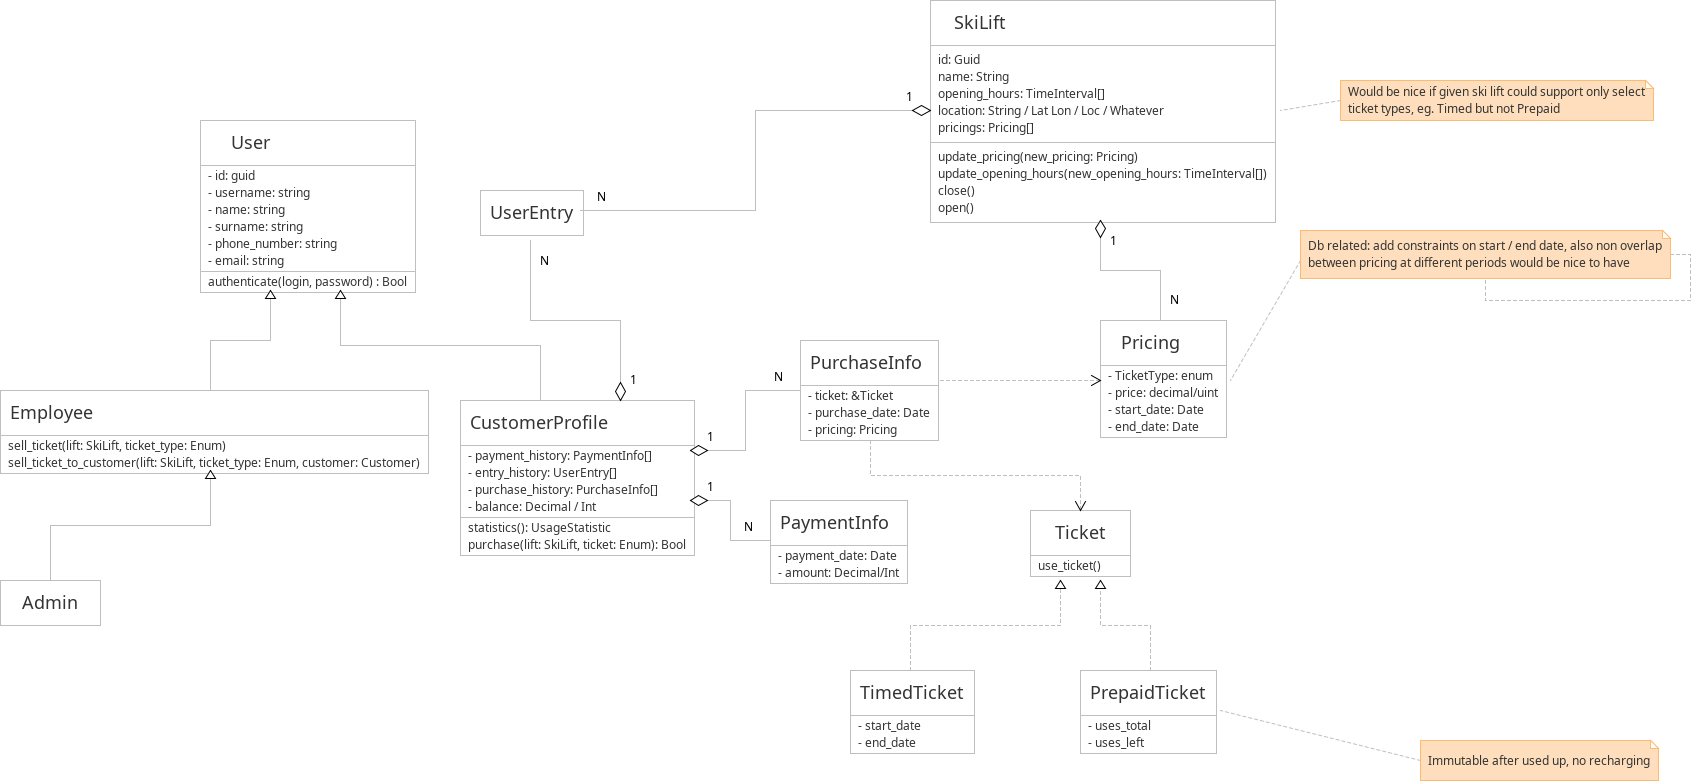 SkiLift
id: Guid
name: String
opening_hours: TimeInterval[]
location: String / Lat Lon / Loc / Whatever
pricings: Pricing[]
update_pricing(new_pricing: Pricing)
update_opening_hours(new_opening_hours: TimeInterval[])
close()
open()
1
1
N
Would be nice if given ski lift could support only select
ticket types, eg. Timed but not Prepaid
User
- id: guid
- username: string
- name: string
- surname: string
- phone_number: string
- email: string
authenticate(login, password) : Bool
UserEntry
N
N
1
Db related: add constraints on start / end date, also non overlap
between pricing at different periods would be nice to have
Pricing
- TicketType: enum
- price: decimal/uint
- start_date: Date
- end_date: Date
PurchaseInfo
- ticket: &Ticket
- purchase_date: Date
- pricing: Pricing
N
Employee
sell_ticket(lift: SkiLift, ticket_type: Enum)
sell_ticket_to_customer(lift: SkiLift, ticket_type: Enum, customer: Customer)
CustomerProfile
- payment_history: PaymentInfo[]
- entry_history: UserEntry[]
- purchase_history: PurchaseInfo[]
- balance: Decimal / Int
statistics(): UsageStatistic
purchase(lift: SkiLift, ticket: Enum): Bool
1
1
N
PaymentInfo
- payment_date: Date
- amount: Decimal/Int
Ticket
use_ticket()
Admin
TimedTicket
- start_date
- end_date
PrepaidTicket
- uses_total
- uses_left
Immutable after used up, no recharging